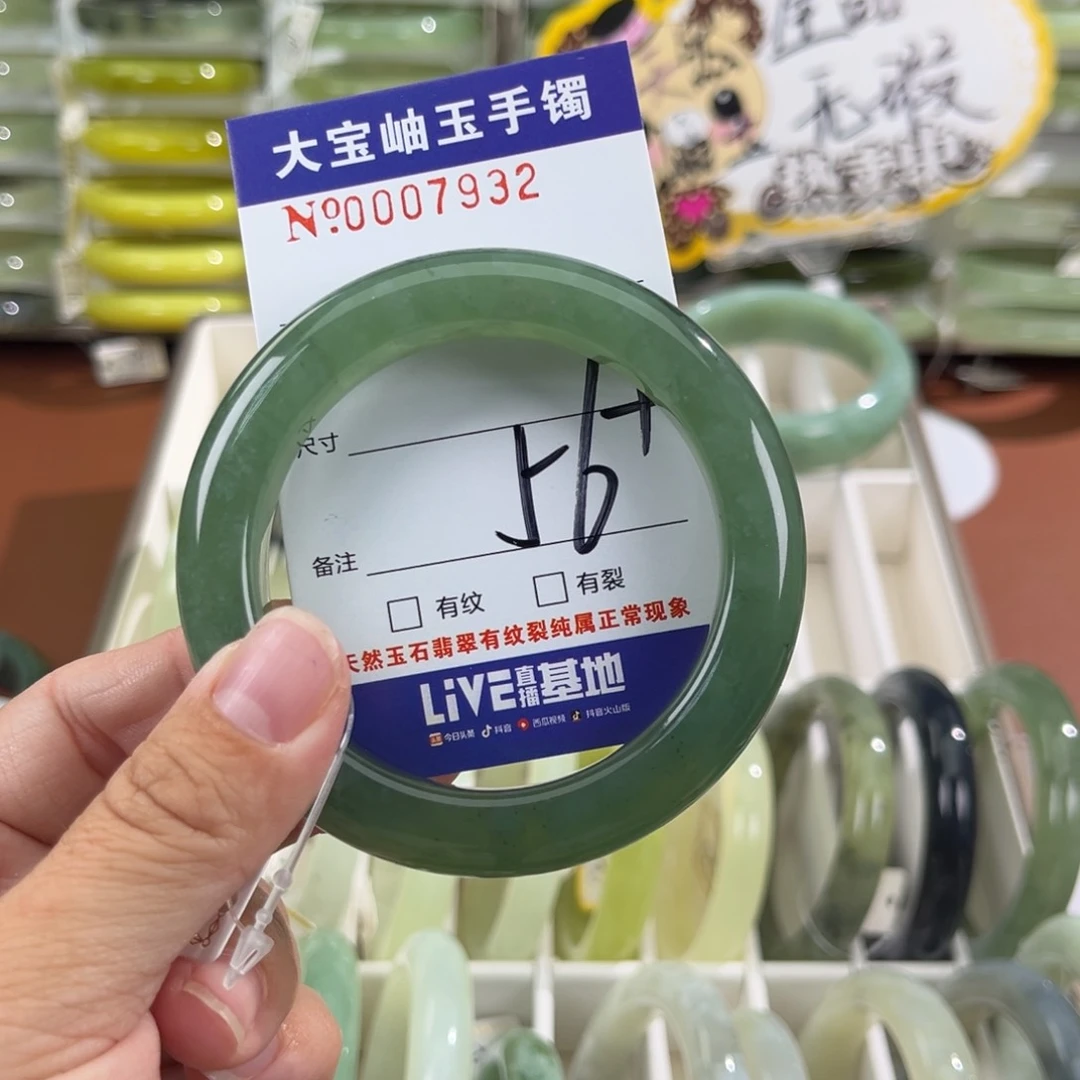 大宝岫玉手镯
Nº0007932
尺寸
56+
备注
有纹 有裂
天然玉石翡翠有纹裂纯属正常现象
LiVE直播基地
今日头条 抖音 西瓜视频 抖音火山版
无瑕